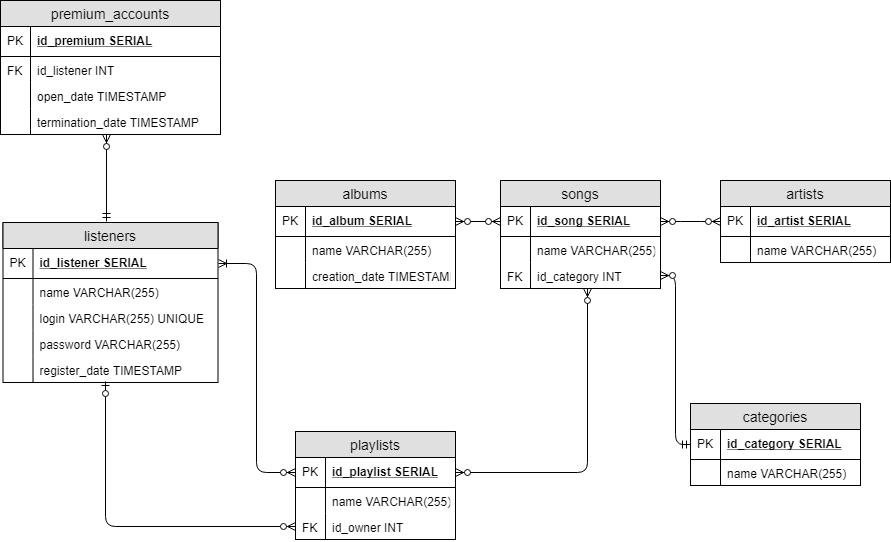 premium_accounts
PK id_premium SERIAL
FK id_listener INT
open_date TIMESTAMP
termination_date TIMESTAMP
listeners
PK id_listener SERIAL
name VARCHAR(255)
login VARCHAR(255) UNIQUE
password VARCHAR(255)
register_date TIMESTAMP
albums
PK id_album SERIAL
name VARCHAR(255)
creation_date TIMESTAM
songs
PK id_song SERIAL
name VARCHAR(255)
FK id_category INT
artists
PK id_artist SERIAL
name VARCHAR(255)
playlists
PK id_playlist SERIAL
name VARCHAR(255)
FK id_owner INT
categories
PK id_category SERIAL
name VARCHAR(255)